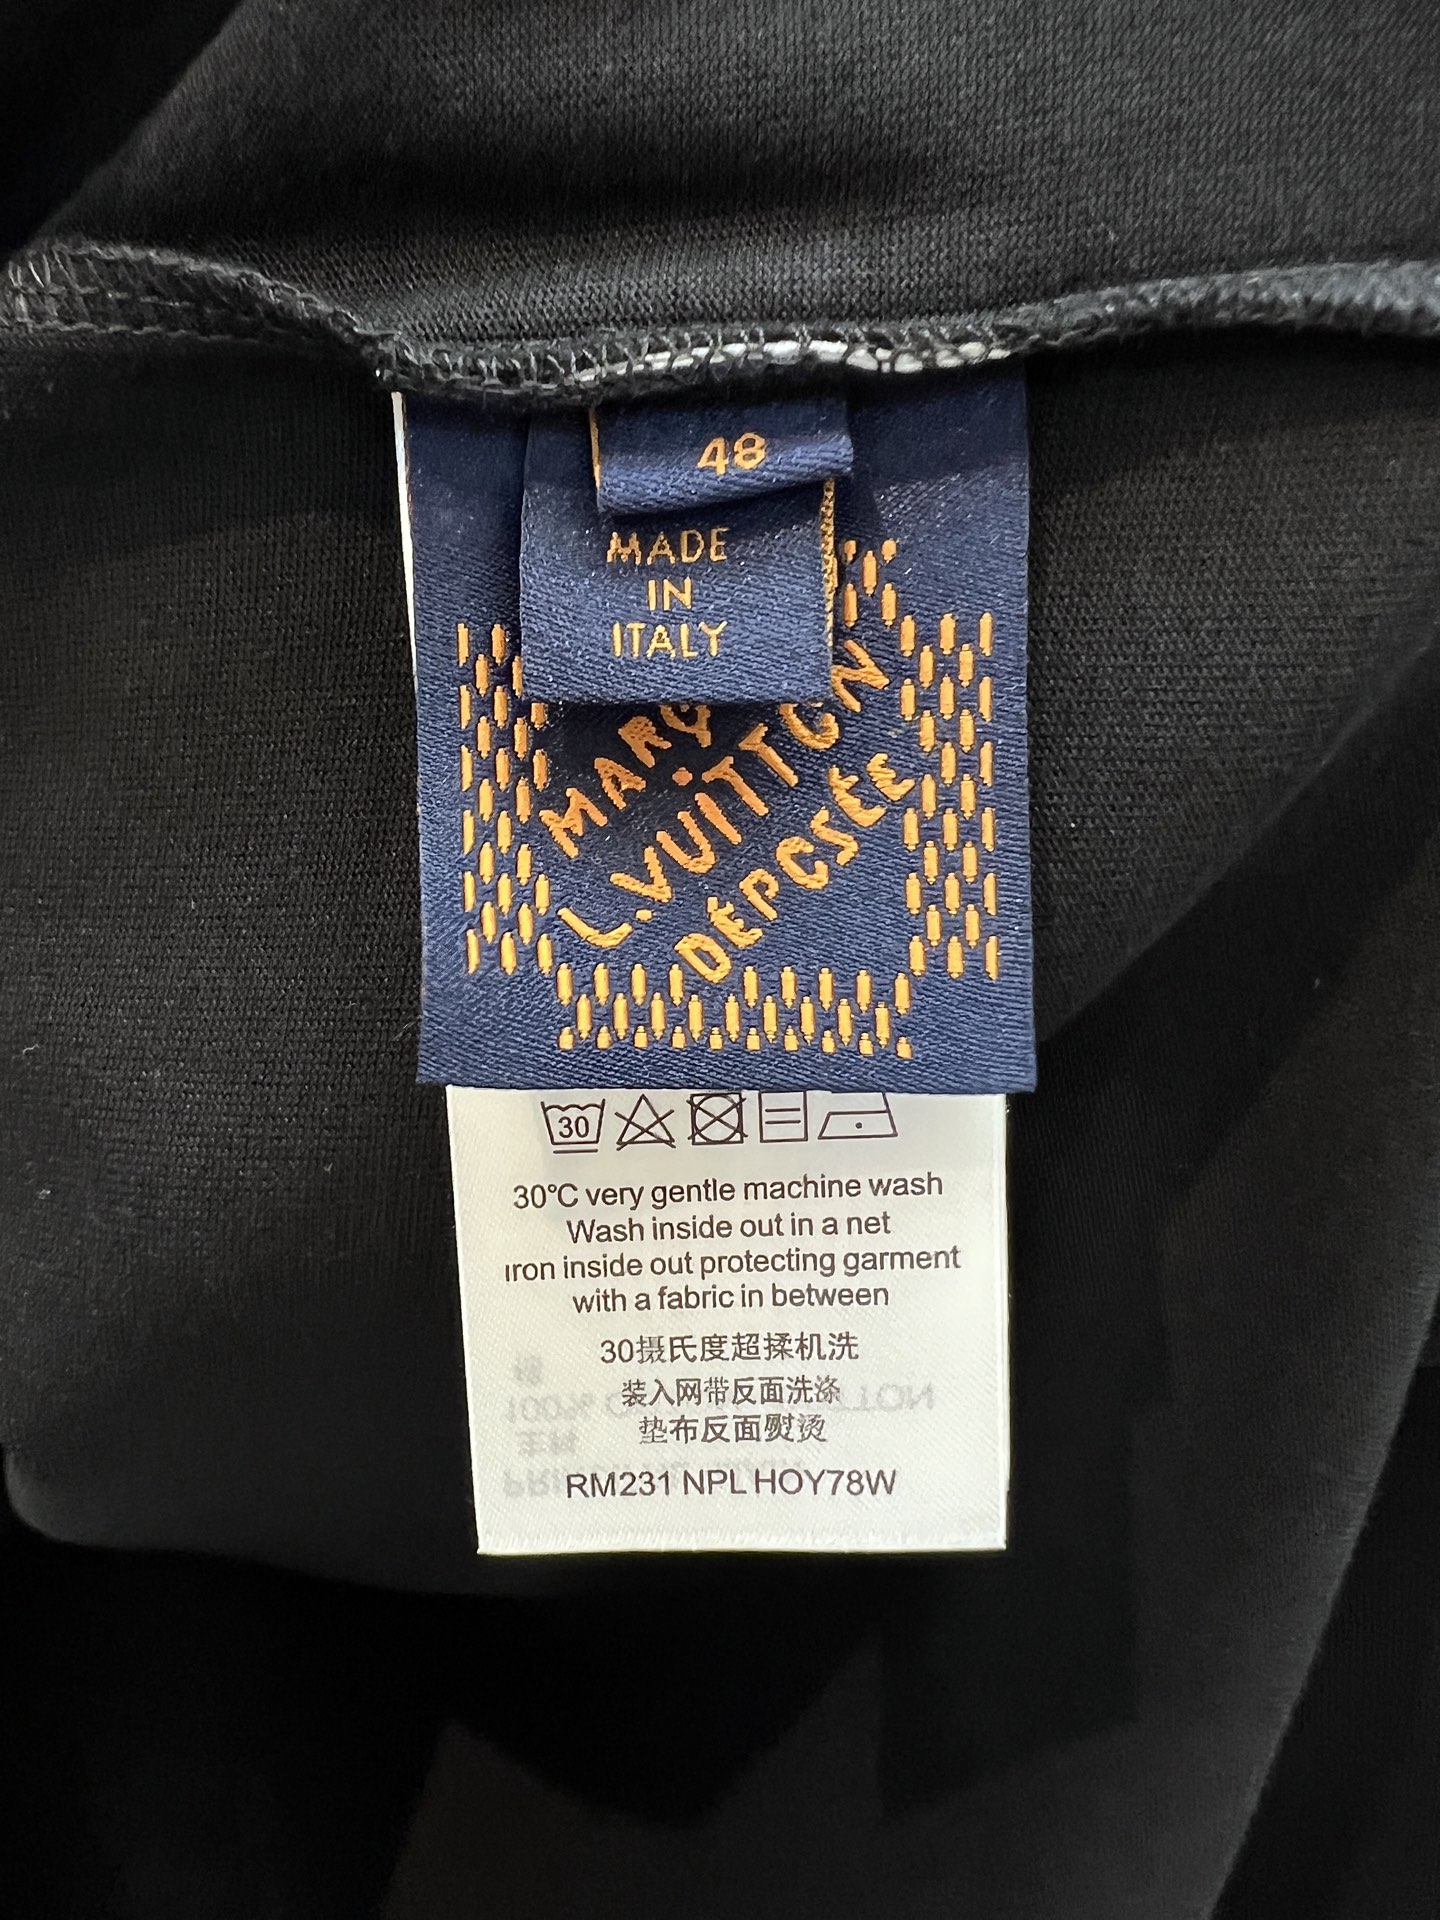 48
MADE
IN
ITALY
MARQ
L.VUITTON
DÉPOSÉE
30
30°C very gentle machine wash
Wash inside out in a net
iron inside out protecting garment
with a fabric in between
30摄氏度超揉机洗
装入网带反面洗涤
垫布反面熨烫
RM231 NPL HOY78W